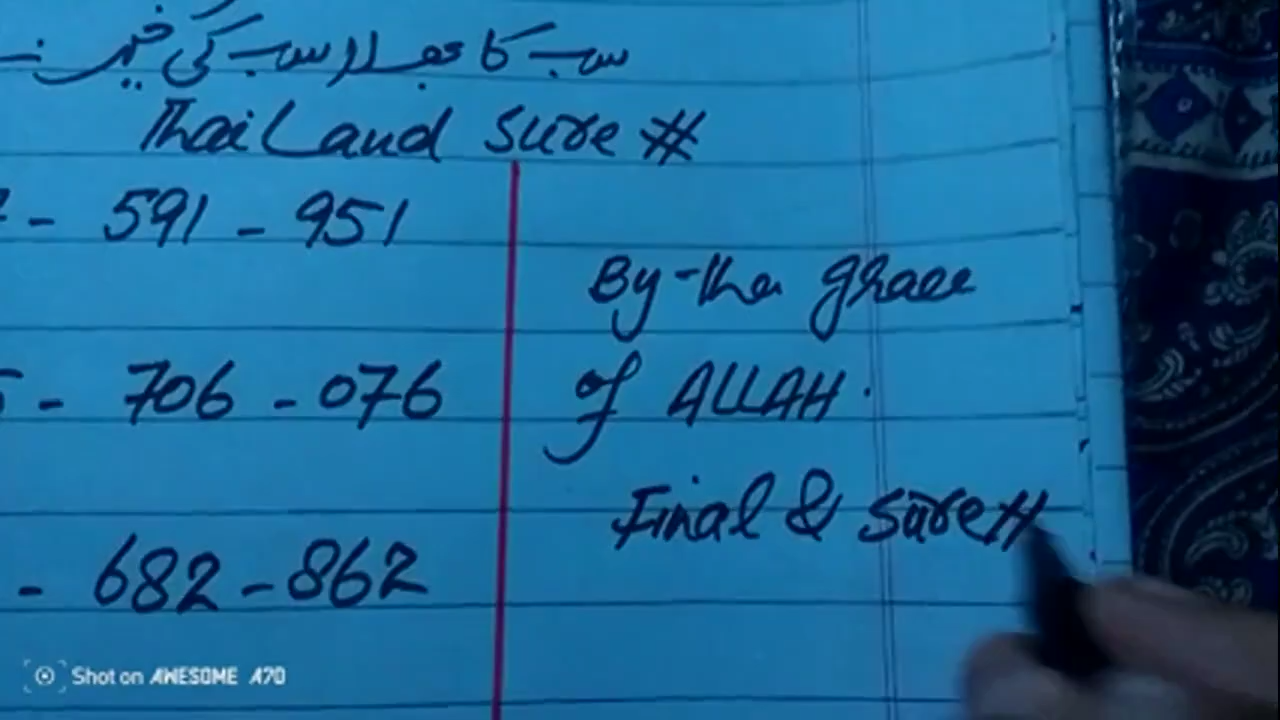 سب کا بھلا سب کی خیر
ThaiLand Sure #
- 591 - 951
By the grace
- 706 - 076
of ALLAH.
Final & Sure #
- 682 - 862
Shot on AWESOME A70